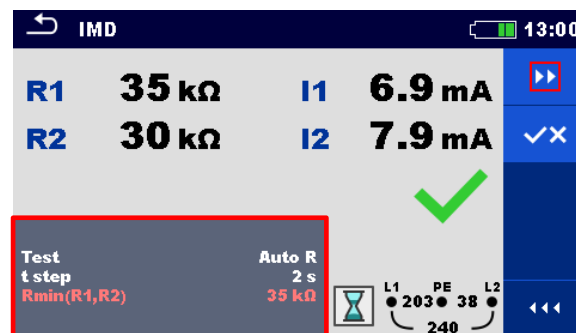 IMD 13:00
R1 35 kΩ I1 6.9 mA
R2 30 kΩ I2 7.9 mA
Test Auto R
t step 2 s
Rmin(R1,R2) 35 kΩ
L1 PE L2
203 38
240